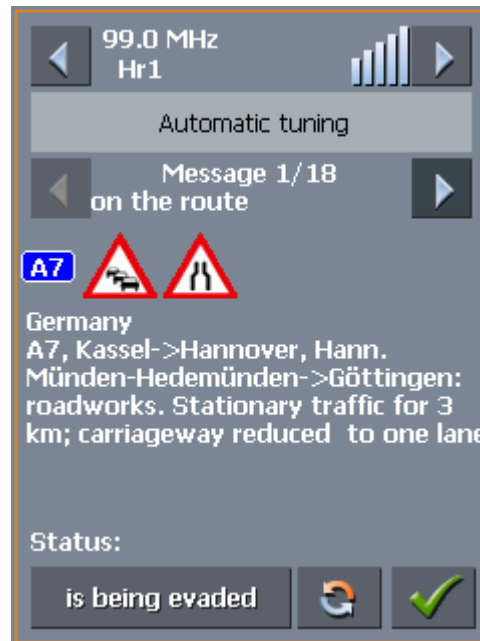 99.0 MHz
Hr1
Automatic tuning
Message 1/18
on the route
A7
Germany
A7, Kassel->Hannover, Hann.
Münden-Hedemünden->Göttingen:
roadworks. Stationary traffic for 3
km; carriageway reduced to one lane
Status:
is being evaded